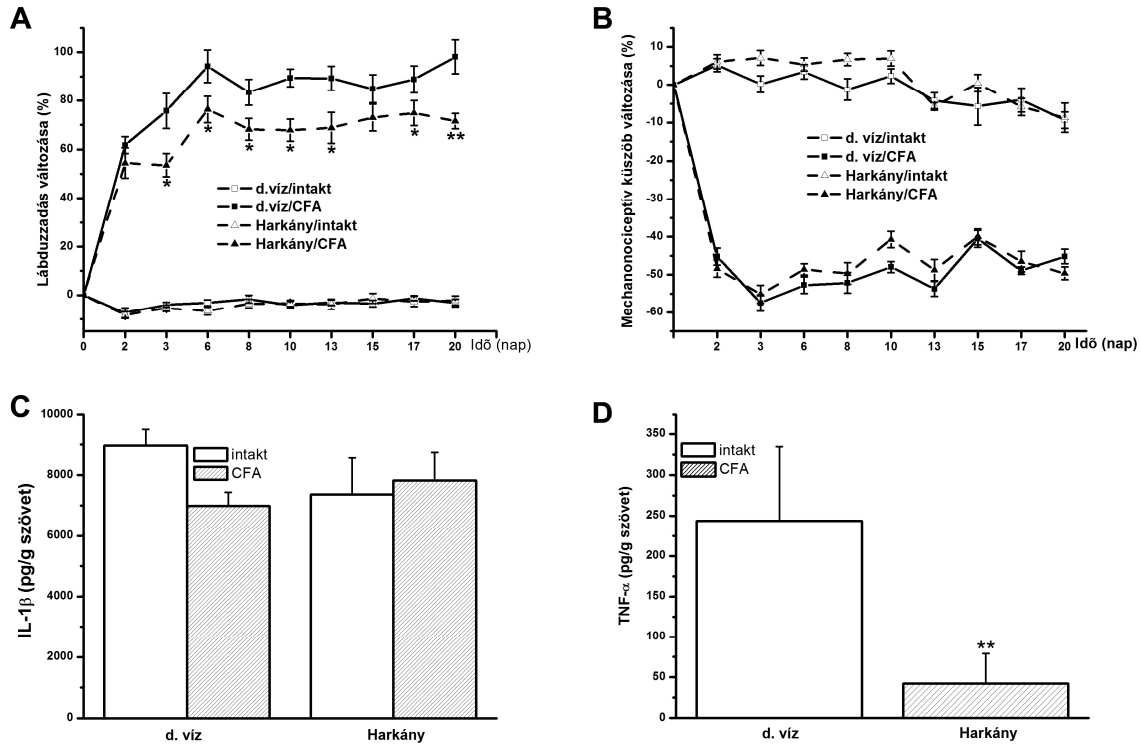 A
Lábduzzadás változása (%)
100
80
60
40
20
0
*
*
*
*
*
*
**
d.víz/intakt
d.víz/CFA
Harkány/intakt
Harkány/CFA
0 2 3 6 8 10 13 15 17 20 Idő (nap)
B
Mechanonociceptív küszöb változása (%)
10
0
-10
-20
-30
-40
-50
-60
d. víz/intakt
d. víz/CFA
Harkány/intakt
Harkány/CFA
2 3 6 8 10 13 15 17 20 Idő (nap)
C
IL-1β (pg/g szövet)
10000
8000
6000
4000
2000
0
intakt
CFA
d. víz Harkány
D
TNF-α (pg/g szövet)
350
300
250
200
150
100
50
0
intakt
CFA
**
d. víz Harkány